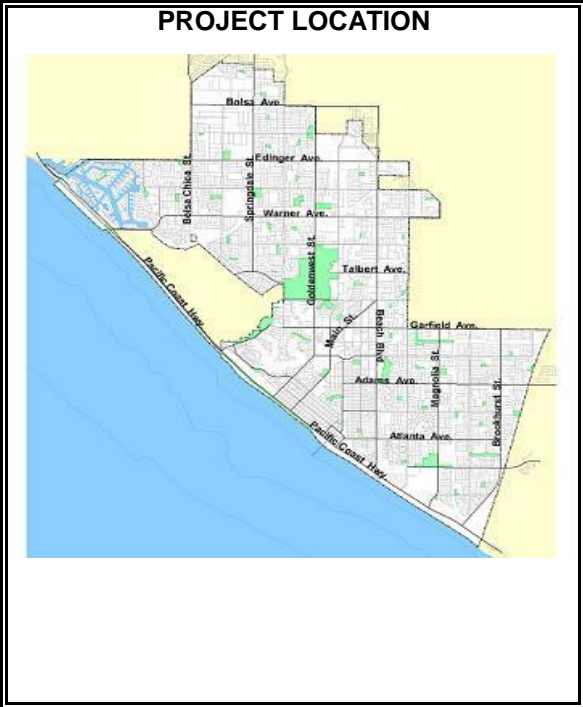 PROJECT LOCATION
Bolsa Ave.
Edinger Ave.
Bolsa Chica St.
Springdale St.
Warner Ave.
Goldenwest St.
Talbert Ave.
Pacific Coast Hwy
Main St.
Beach Blvd
Garfield Ave.
Magnolia St.
Adams Ave.
Brookhurst St.
Atlanta Ave.
Pacific Coast Hwy